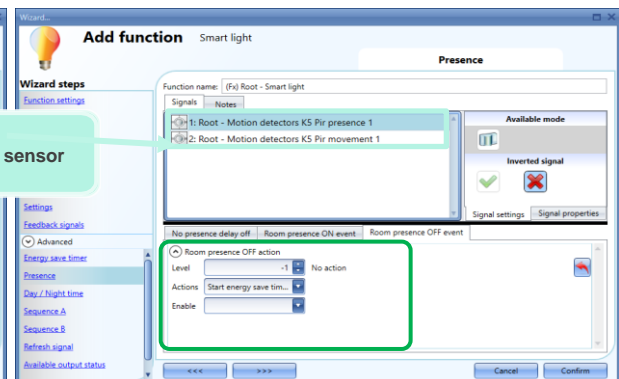 Wizard...
Add function Smart light
Presence
Wizard steps
Function settings
Function name: (Fx) Root - Smart light
Signals Notes
1: Root - Motion detectors K5 Pir presence 1
2: Root - Motion detectors K5 Pir movement 1
Available mode
Inverted signal
sensor
Settings
Feedback signals
Signal settings Signal properties
Advanced
No presence delay off Room presence ON event Room presence OFF event
Energy save timer
Room presence OFF action
Presence
Level -1 No action
Day / Night time
Actions Start energy save tim...
Sequence A
Enable
Sequence B
Refresh signal
Available output status
<<< >>> Cancel Confirm